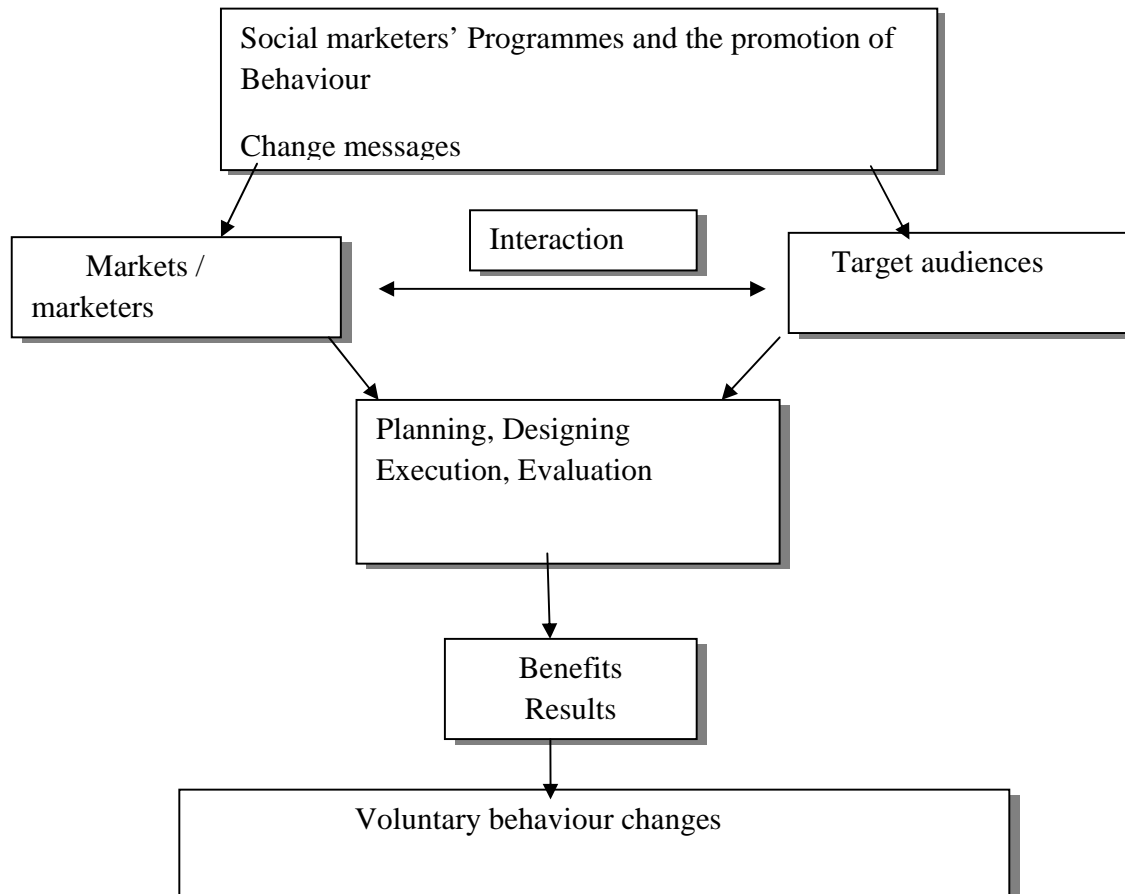 Social marketers’ Programmes and the promotion of
Behaviour
Change messages
Interaction
Markets /
marketers
Target audiences
Planning, Designing
Execution, Evaluation
Benefits
Results
Voluntary behaviour changes